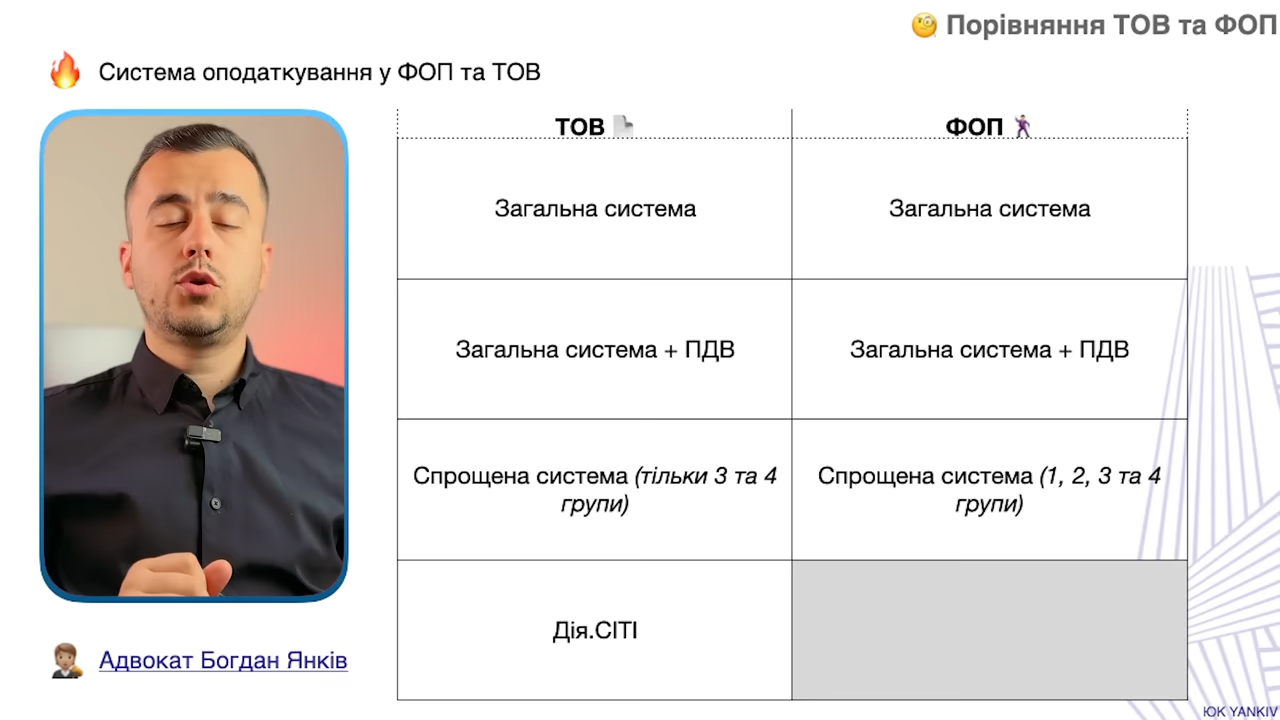 Порівняння ТОВ та ФОП
Система оподаткування у ФОП та ТОВ
ТОВ
ФОП
Загальна система
Загальна система
Загальна система + ПДВ
Загальна система + ПДВ
Спрощена система (тільки 3 та 4
групи)
Спрощена система (1, 2, 3 та 4
групи)
Дія.СІТІ
Адвокат Богдан Янків
ЮК YANKIV